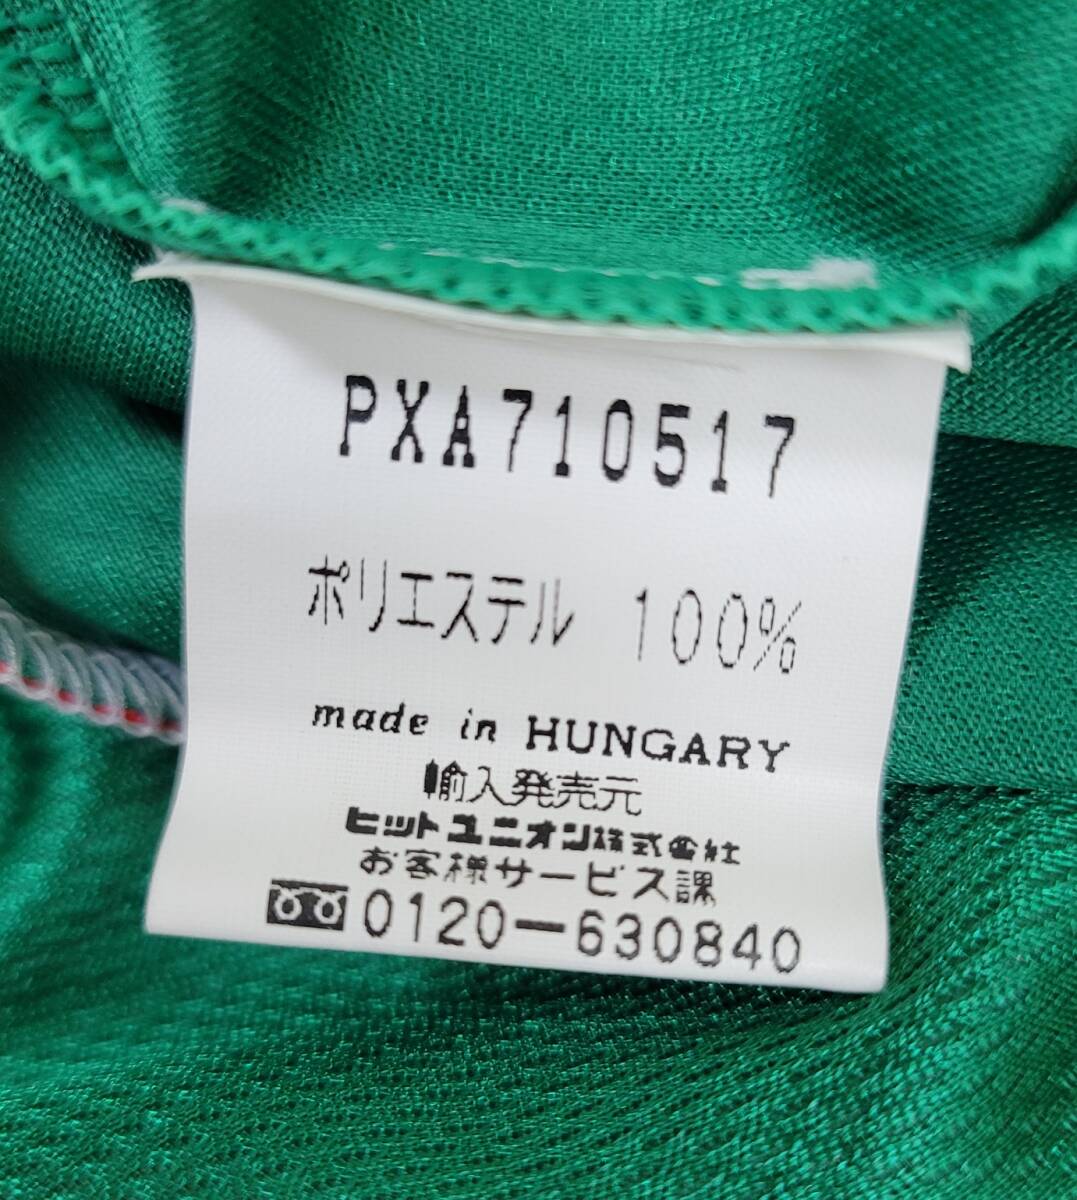 PXA710517
ポリエステル 100%
made in HUNGARY
輸入発売元
ヒットユニオン株式会社
お客様サービス課
0120-630840